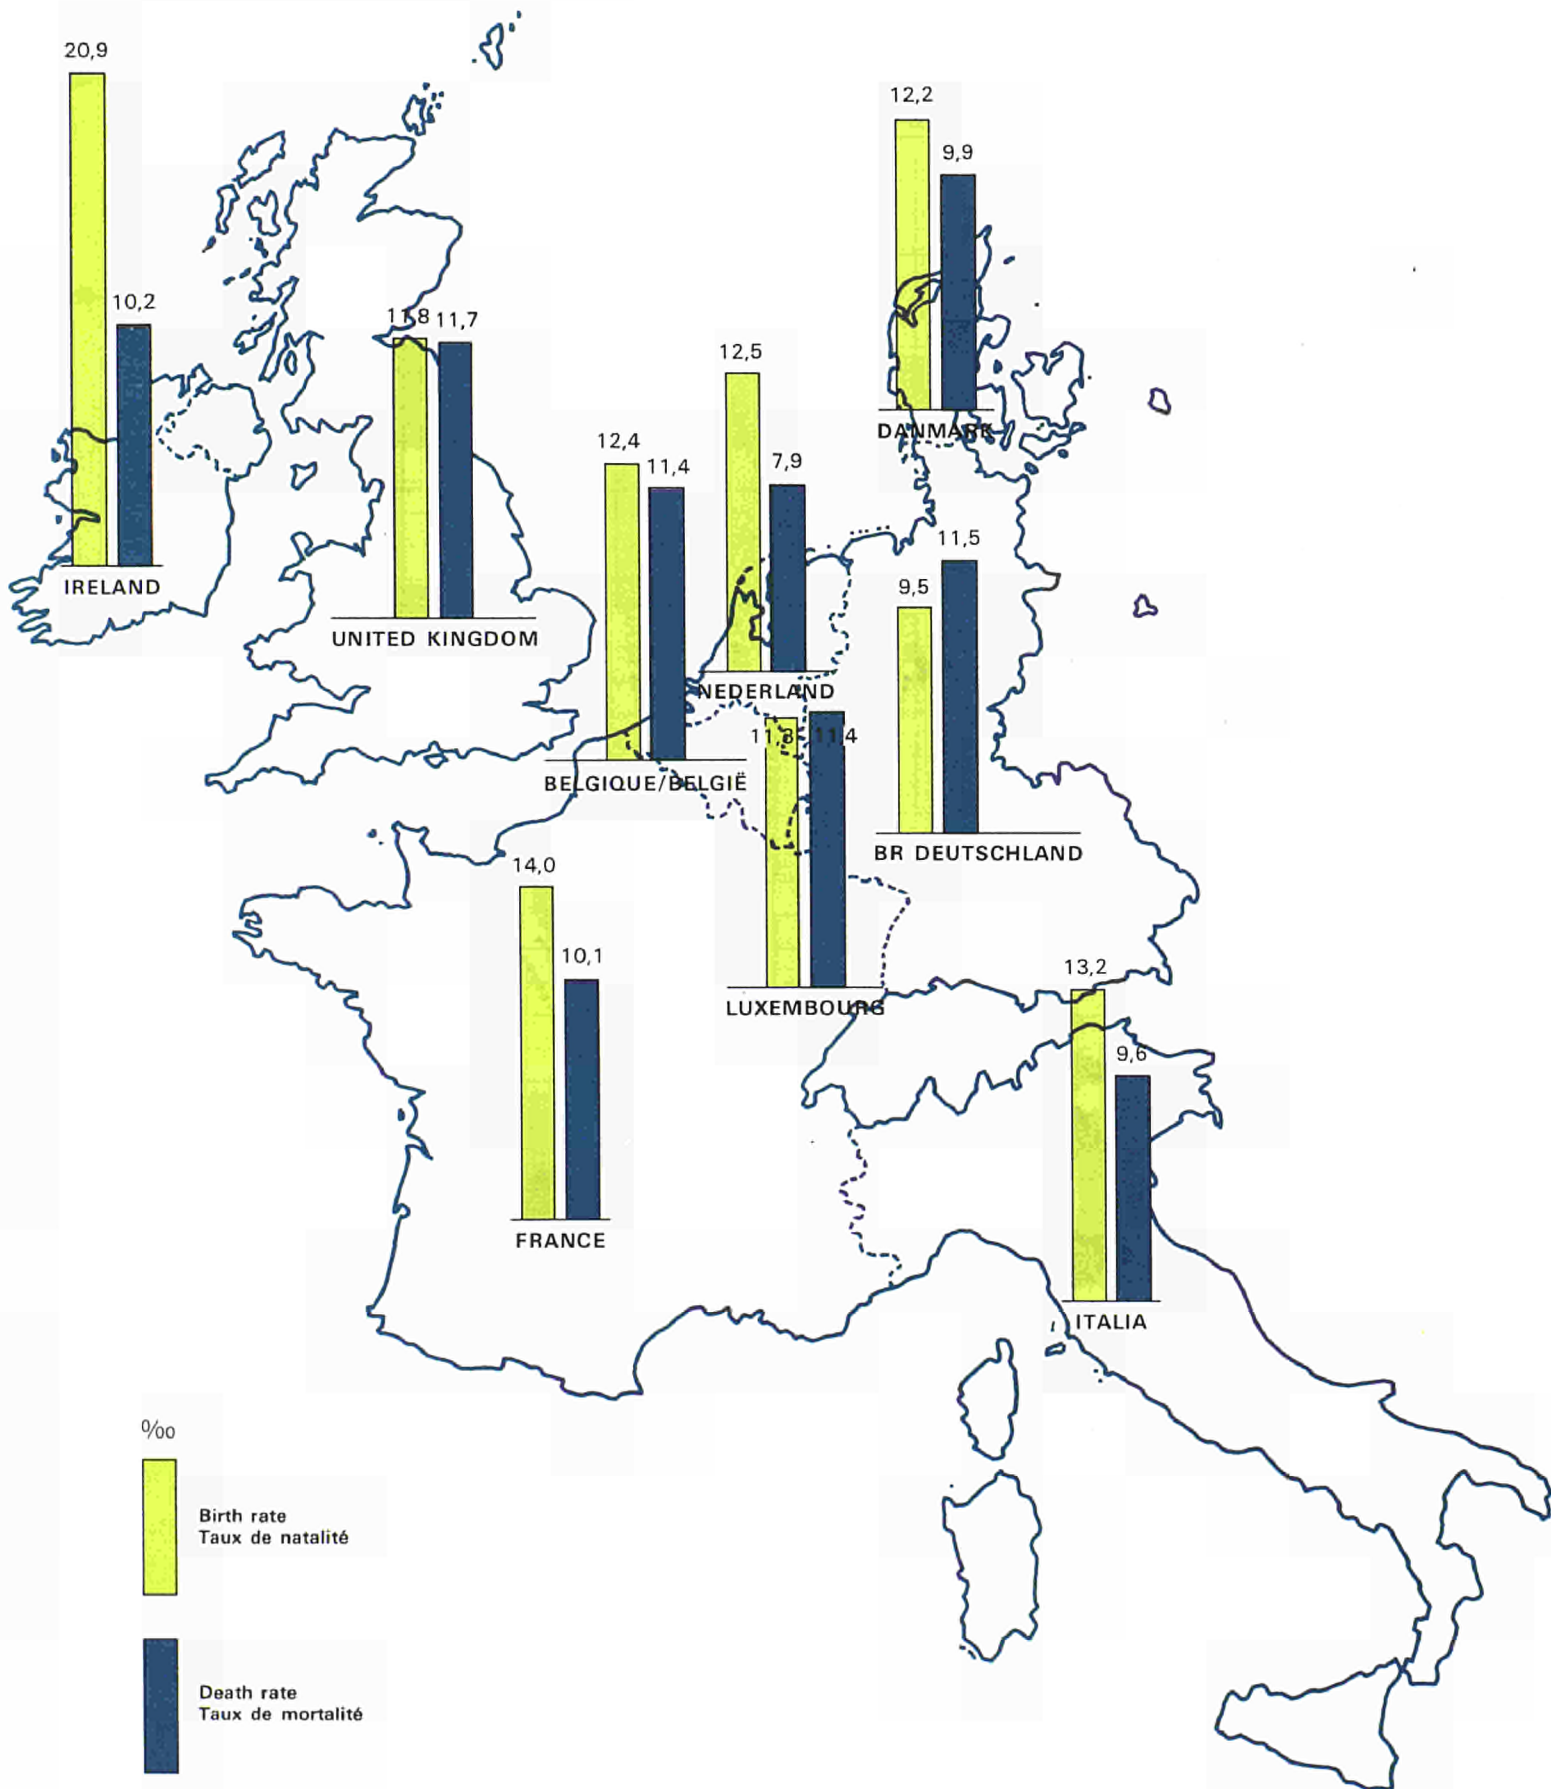 20,9
12,2
9,9
10,2
11,8 11,7
12,5
12,4
11,4
7,9
DANMARK
11,5
9,5
IRELAND
UNITED KINGDOM
NEDERLAND
11,3 11,4
BELGIQUE/BELGIË
BR DEUTSCHLAND
14,0
10,1
13,2
LUXEMBOURG
9,6
FRANCE
ITALIA
‰
Birth rate
Taux de natalité
Death rate
Taux de mortalité